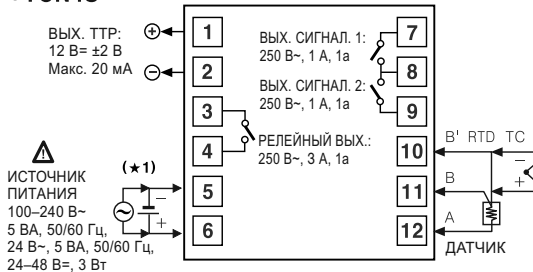 ВЫХ. ТТР:
12 В= ±2 В
Макс. 20 мА
1
2
3
4
5
6
ВЫХ. СИГНАЛ. 1:
250 В~, 1 А, 1а
ВЫХ. СИГНАЛ. 2:
250 В~, 1 А, 1а
РЕЛЕЙНЫЙ ВЫХ.:
250 В~, 3 А, 1а
7
8
9
10
11
12
B' RTD TC
B
A
ДАТЧИК
(★1)
ИСТОЧНИК
ПИТАНИЯ
100–240 В~
5 ВА, 50/60 Гц,
24 В~, 5 ВА, 50/60 Гц,
24–48 В=, 3 Вт